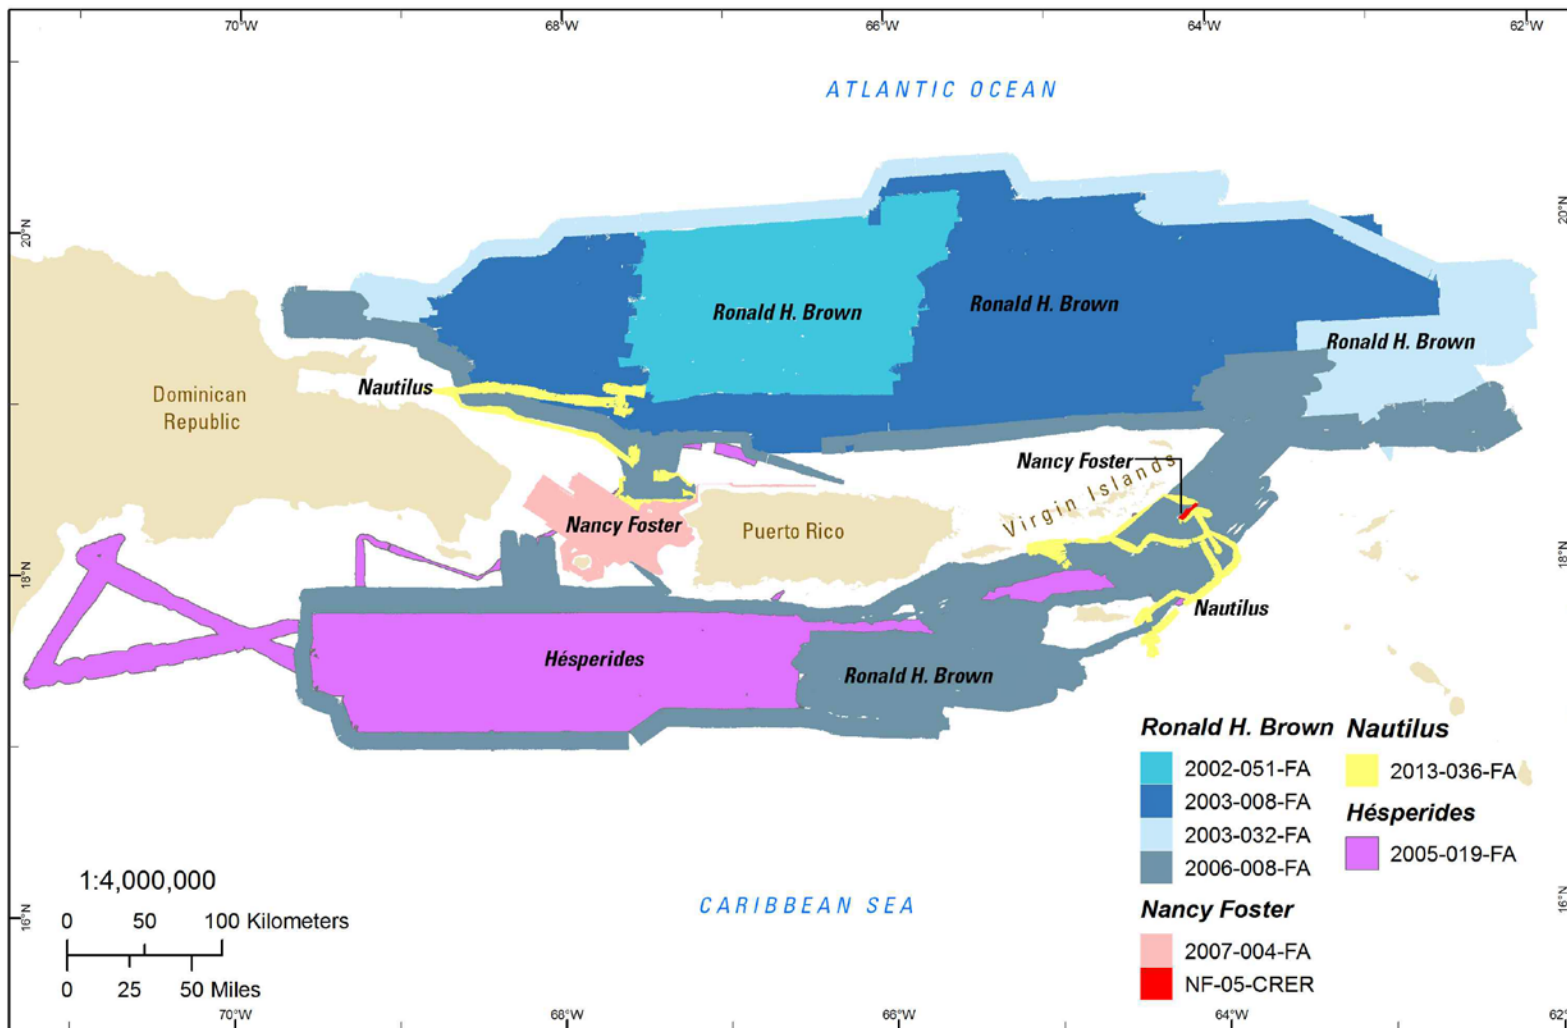 70°W 68°W 66°W 64°W 62°W
ATLANTIC OCEAN
20°N
20°N
Ronald H. Brown
Ronald H. Brown
Ronald H. Brown
Nautilus
Dominican
Republic
Nancy Foster
Virgin Islands
Nancy Foster
Puerto Rico
18°N
18°N
Nautilus
Hésperides
Ronald H. Brown
Ronald H. Brown
2002-051-FA
2003-008-FA
2003-032-FA
2006-008-FA
Nancy Foster
2007-004-FA
NF-05-CRER
Nautilus
2013-036-FA
Hésperides
2005-019-FA
1:4,000,000
0 50 100 Kilometers
0 25 50 Miles
CARIBBEAN SEA
16°N
16°N
70°W 68°W 66°W 64°W